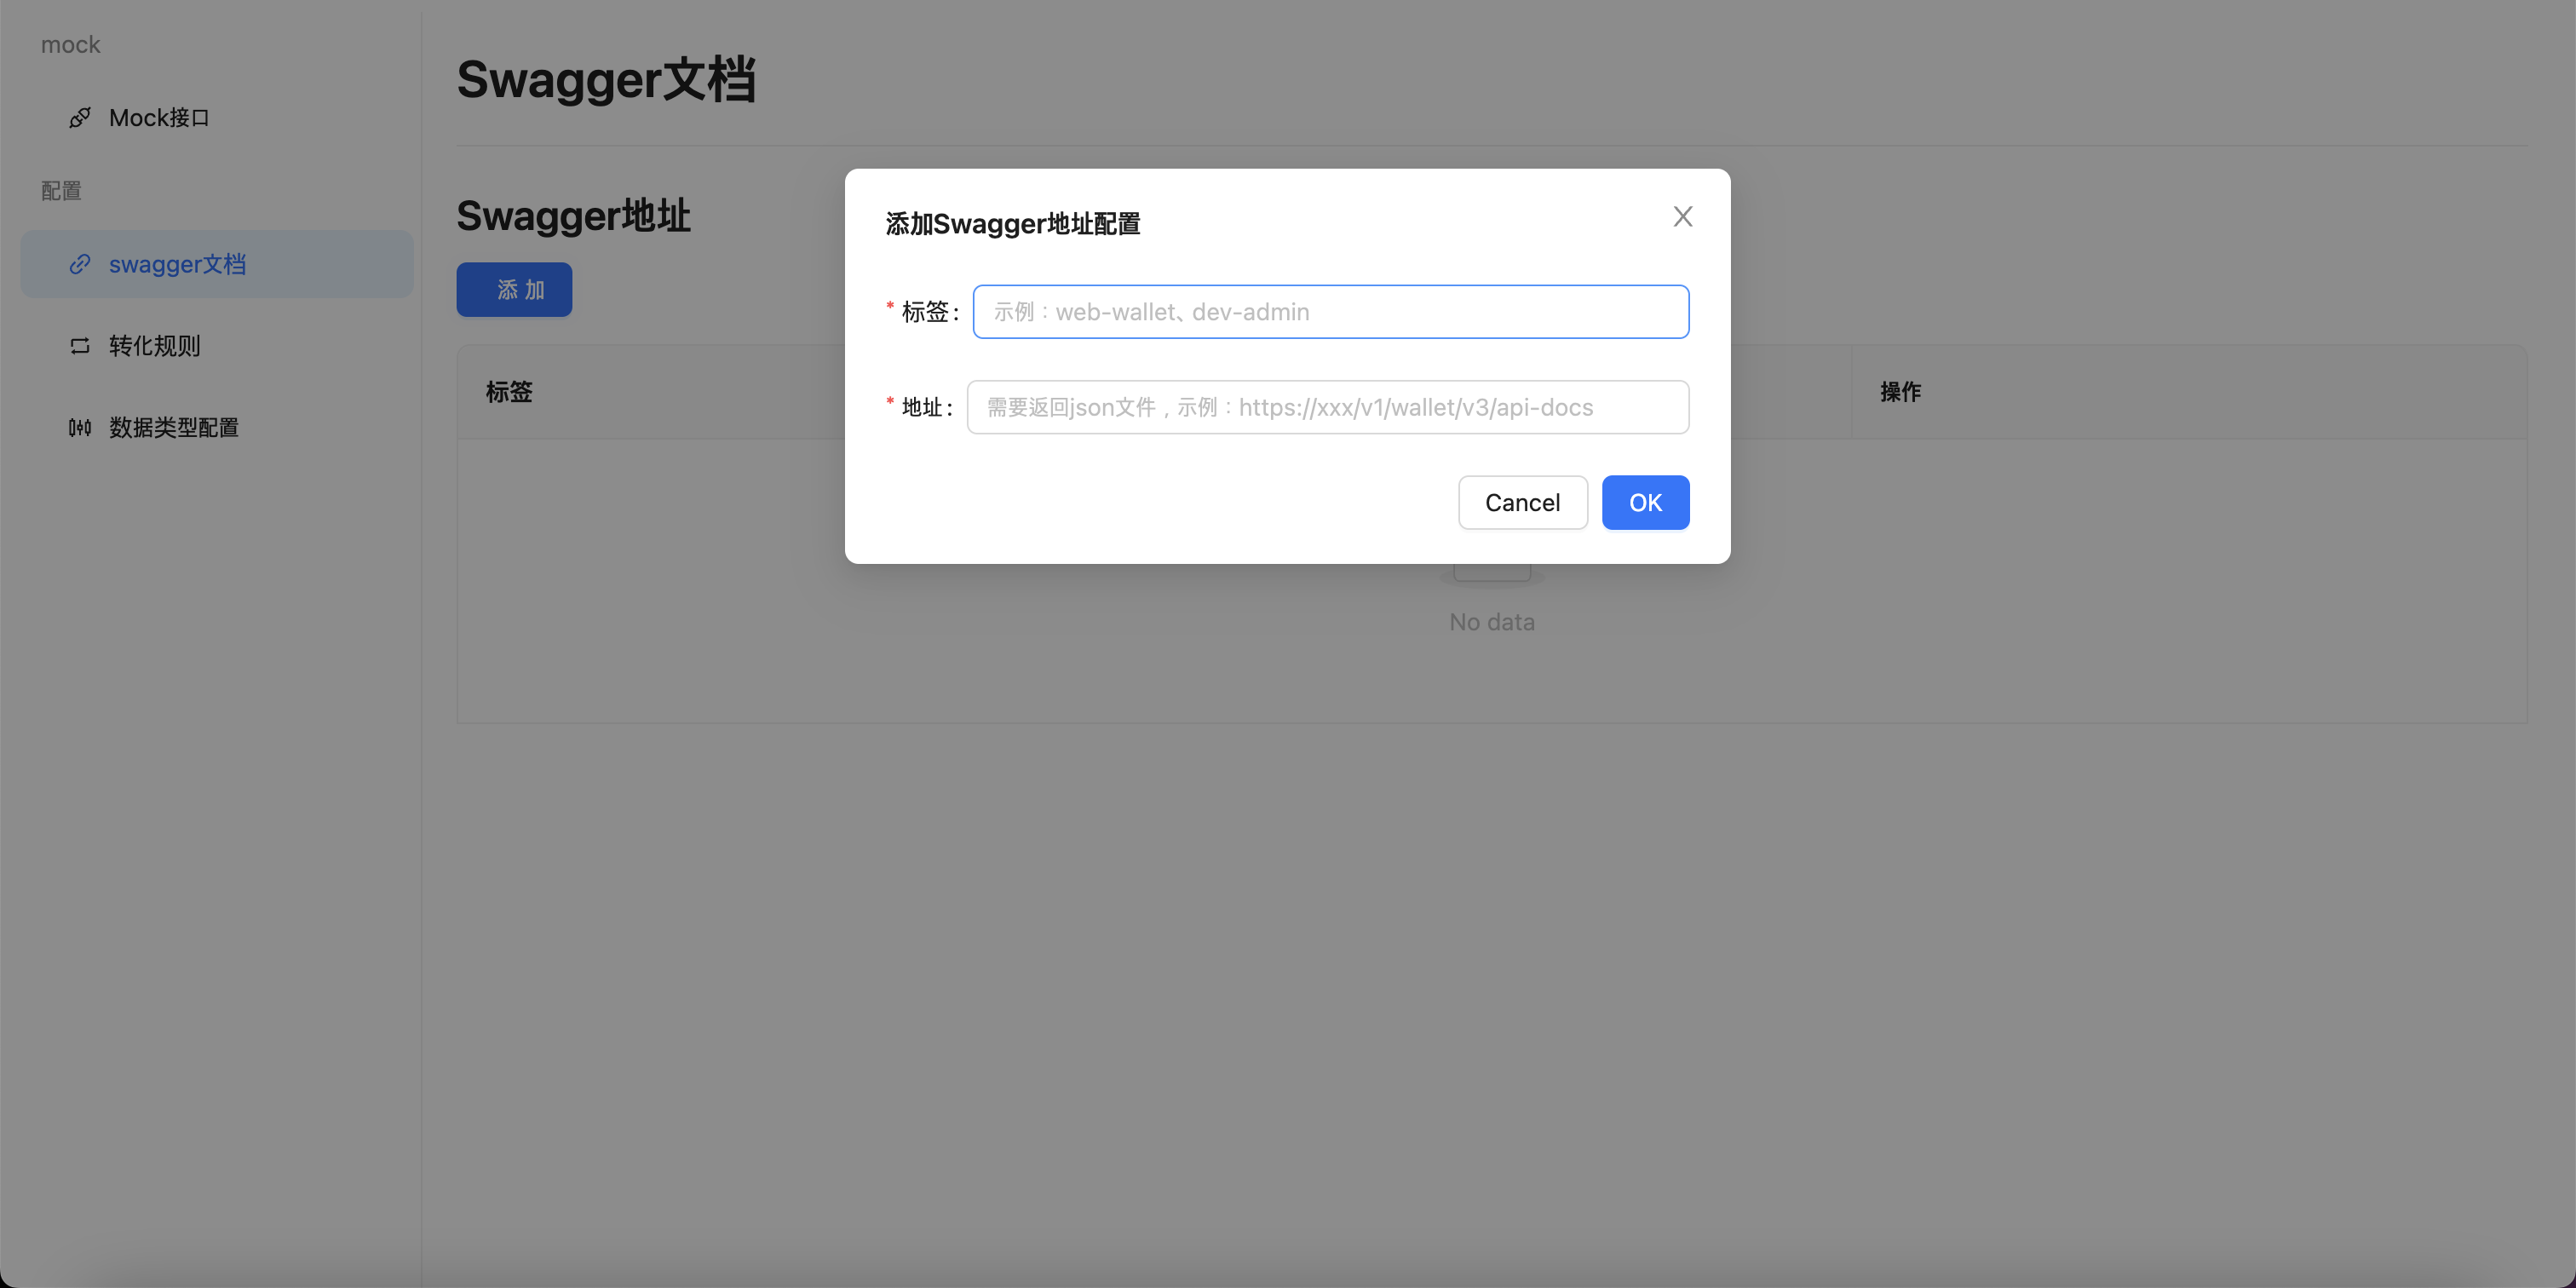 mock
Mock接口
配置
swagger文档
转化规则
数据类型配置
Swagger文档
Swagger地址
添 加
标签
操作
No data
添加Swagger地址配置
* 标签：
示例：web-wallet、dev-admin
* 地址：
需要返回json文件，示例：https://xxx/v1/wallet/v3/api-docs
Cancel
OK